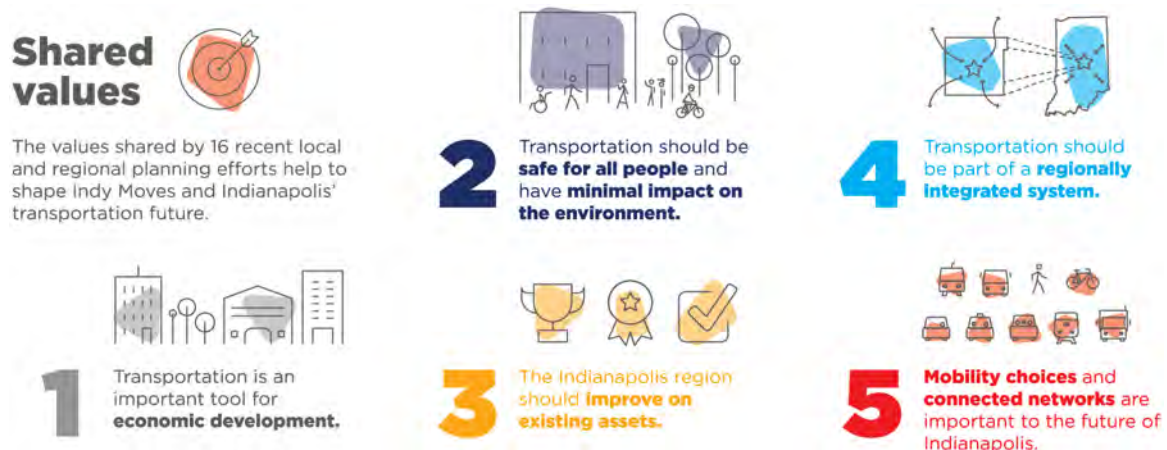 Shared
values
The values shared by 16 recent local
and regional planning efforts help to
shape Indy Moves and Indianapolis'
transportation future.
1
Transportation is an
important tool for
economic development.
2
Transportation should be
safe for all people and
have minimal impact on
the environment.
3
The Indianapolis region
should improve on
existing assets.
4
Transportation should
be part of a regionally
integrated system.
5
Mobility choices and
connected networks are
important to the future of
Indianapolis.